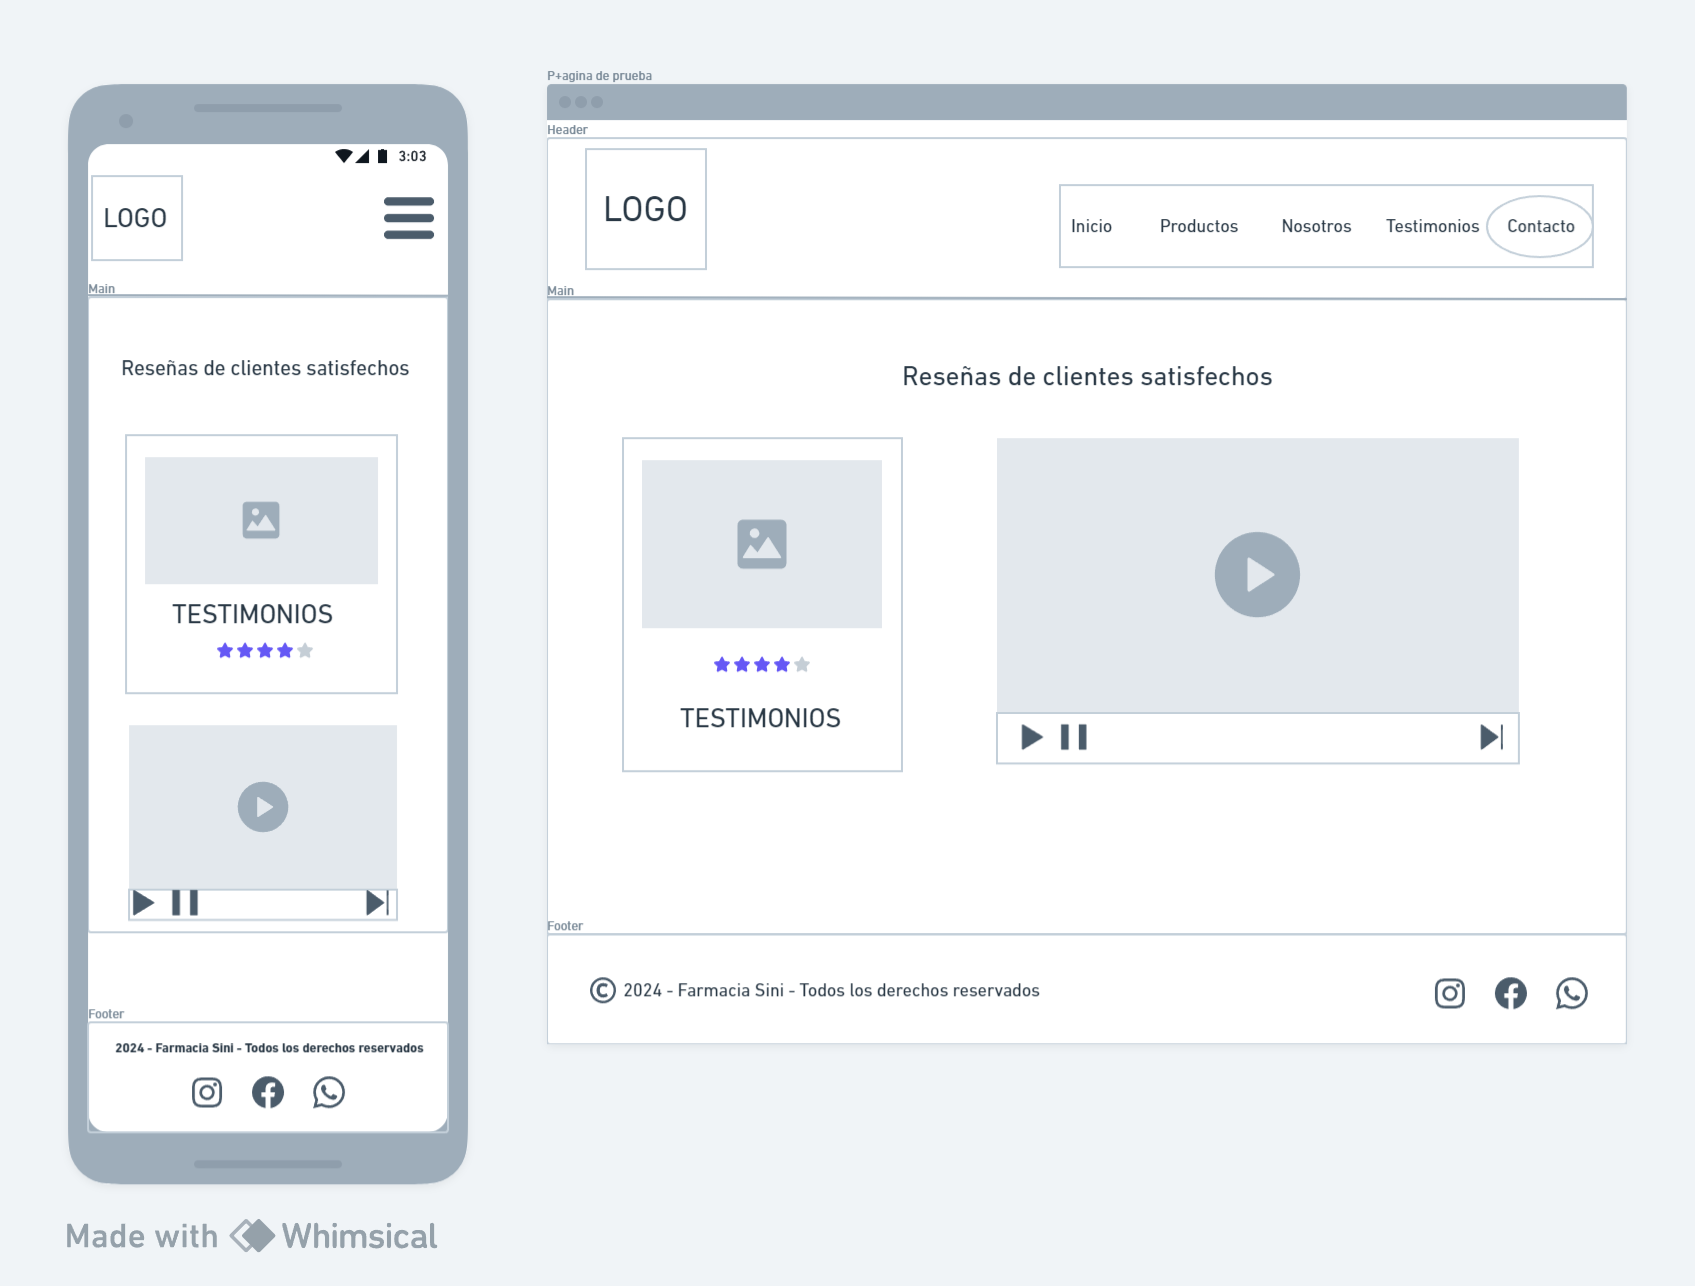 3:03
LOGO
Main
Reseñas de clientes satisfechos
TESTIMONIOS
Footer
2024 - Farmacia Sini - Todos los derechos reservados
P+agina de prueba
Header
LOGO
Inicio Productos Nosotros Testimonios Contacto
Main
Reseñas de clientes satisfechos
TESTIMONIOS
Footer
© 2024 - Farmacia Sini - Todos los derechos reservados
Made with Whimsical